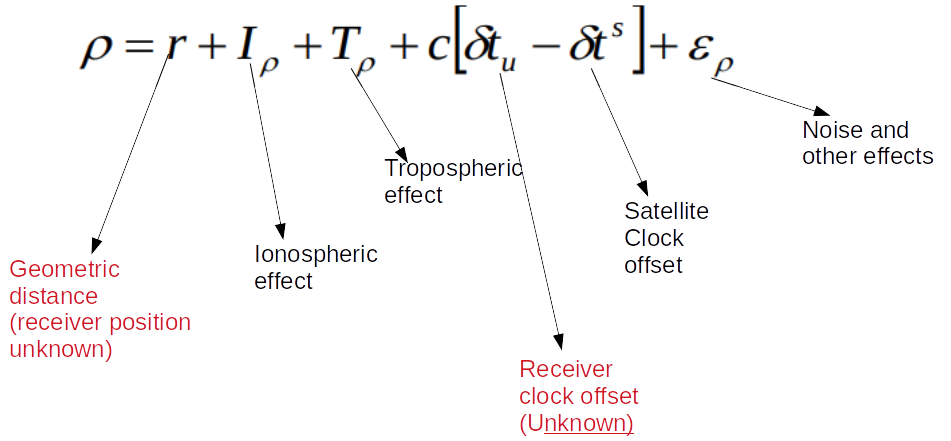 ρ = r + I_ρ + T_ρ + c[δt_u − δt^s] + ε_ρ
Noise and
other effects
Tropospheric
effect
Satellite
Clock
offset
Ionospheric
effect
Geometric
distance
(receiver position
unknown)
Receiver
clock offset
(Unknown)